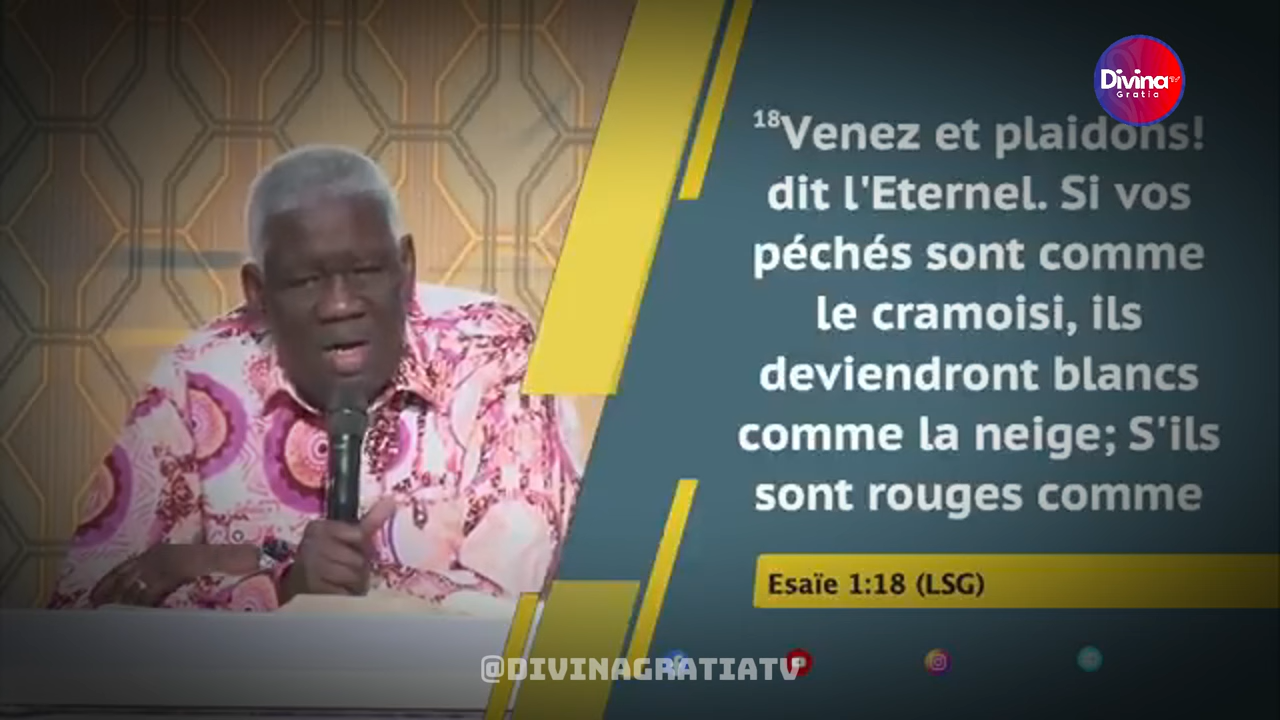 Divina TV
Gratia
18Venez et plaidons!
dit l'Eternel. Si vos
péchés sont comme
le cramoisi, ils
deviendront blancs
comme la neige; S'ils
sont rouges comme
Esaïe 1:18 (LSG)
@DIVINAGRATIATV